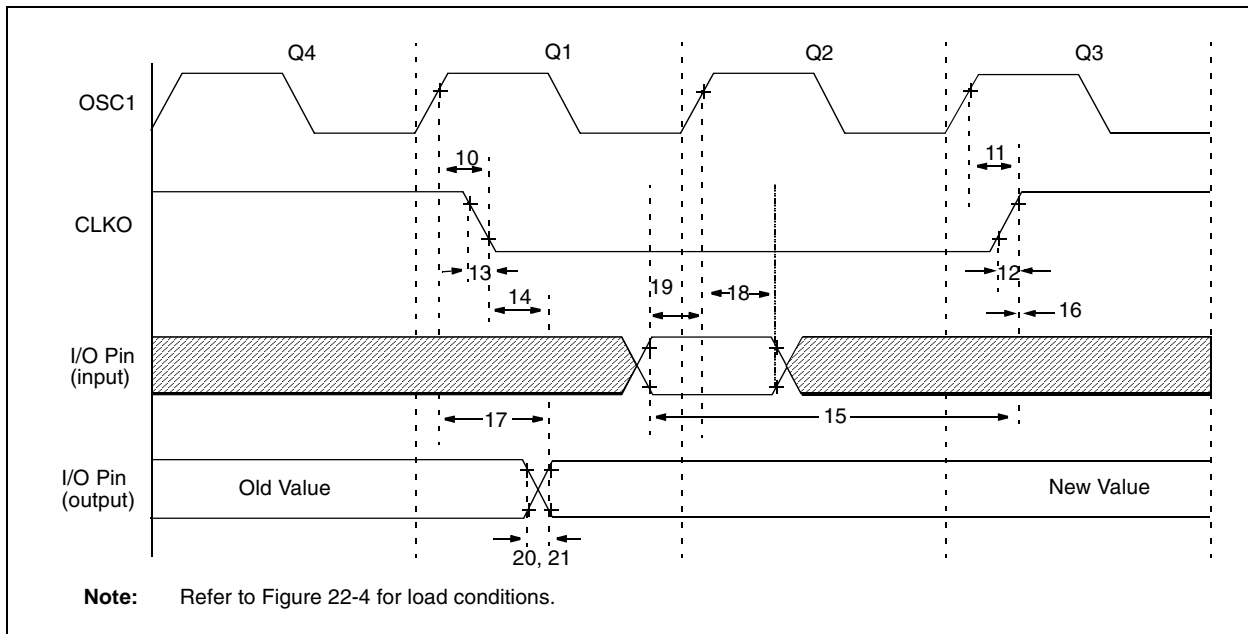 Q4 Q1 Q2 Q3
OSC1
10 11
CLKO
13 12
19 18
14 16
I/O Pin
(input)
17 15
I/O Pin
(output)
Old Value New Value
20, 21
Note: Refer to Figure 22-4 for load conditions.